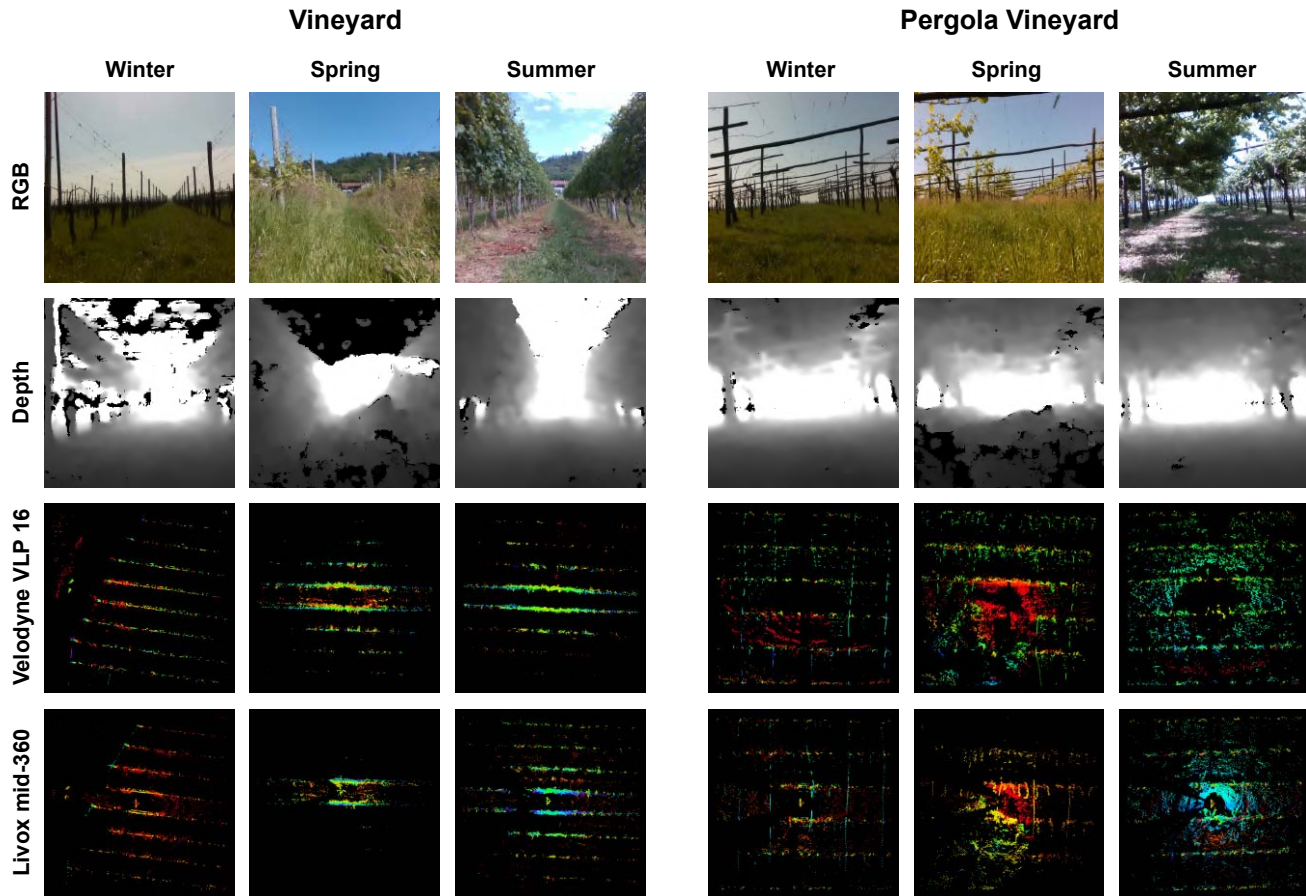 Vineyard
Pergola Vineyard
Winter
Spring
Summer
Winter
Spring
Summer
RGB
Depth
Velodyne VLP 16
Livox mid-360